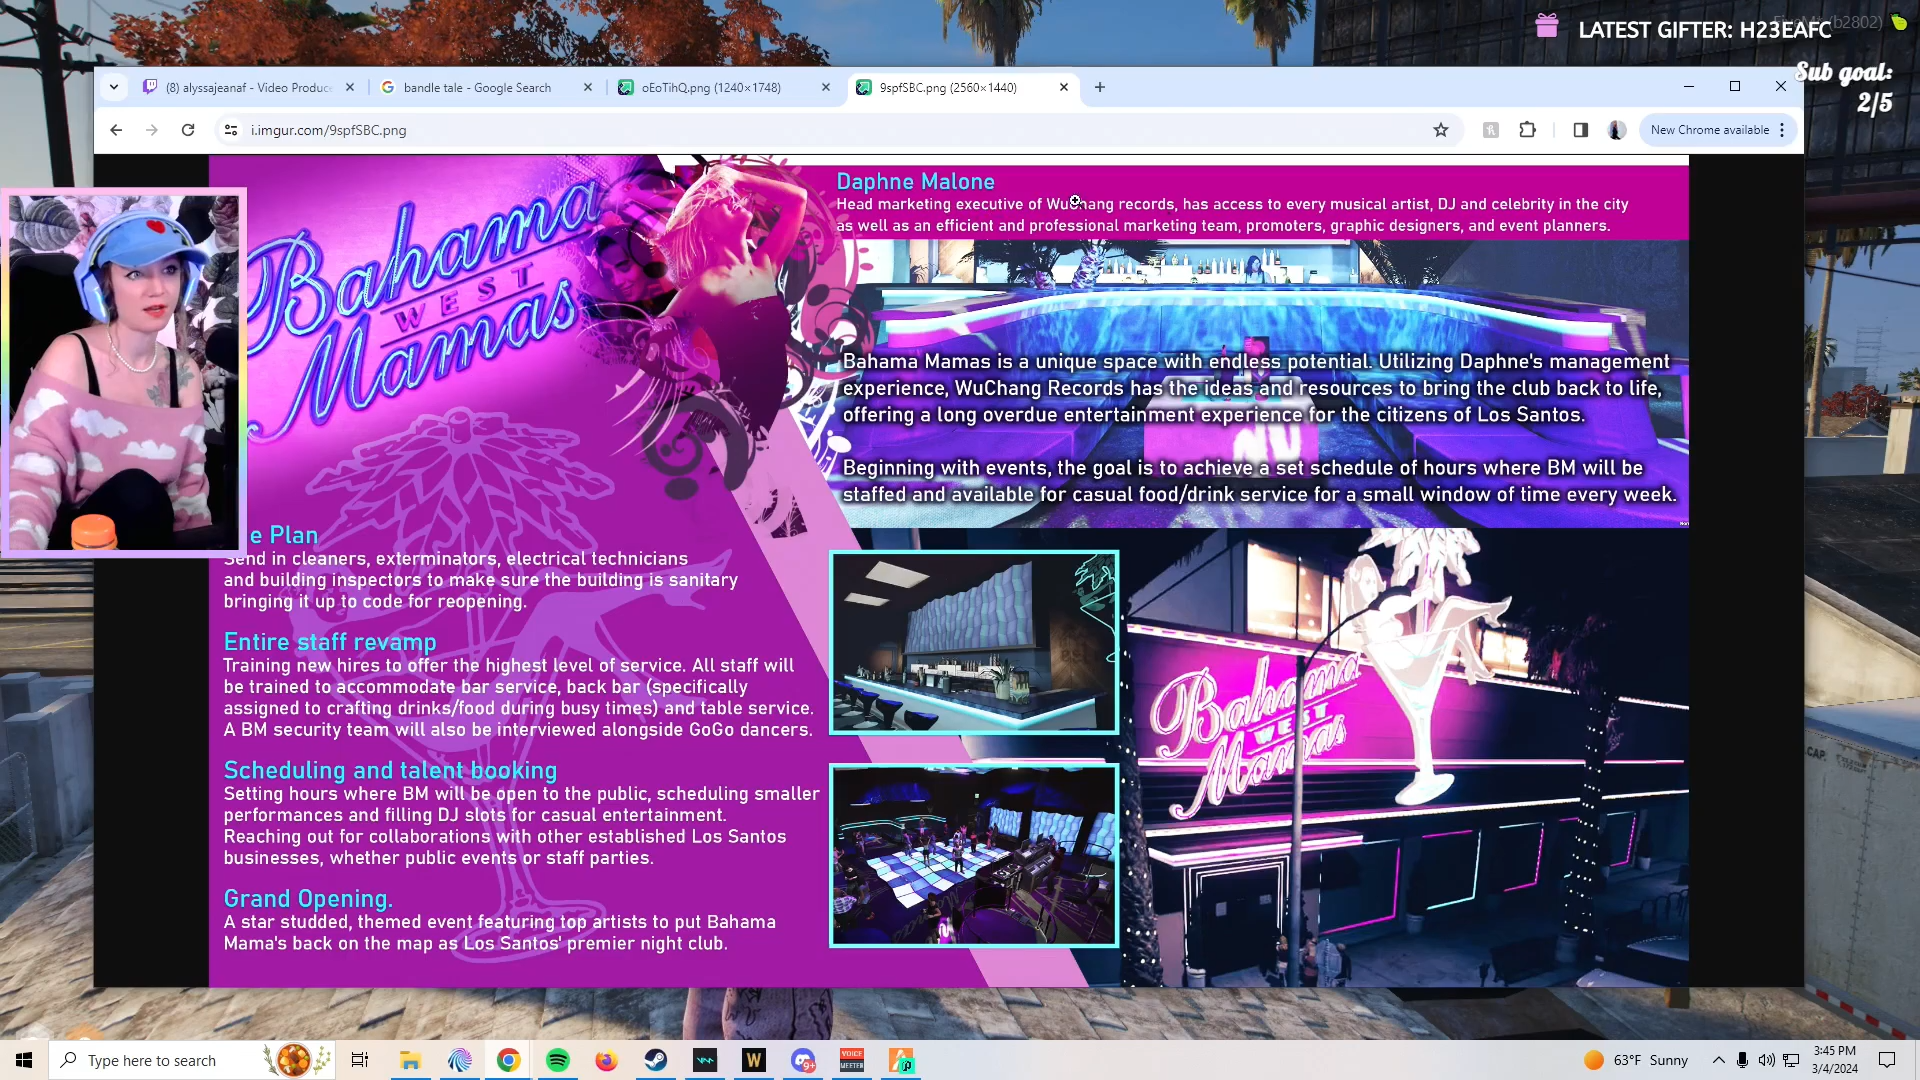 FiveM® (b2802)
LATEST GIFTER: H23EAFC
Sub goal:
2/5
(8) alyssajeanaf - Video Produc
bandle tale - Google Search
oEoTihQ.png (1240×1748)
9spfSBC.png (2560×1440)
i.imgur.com/9spfSBC.png
New Chrome available
Bahama
WEST
Mamas
Daphne Malone
Head marketing executive of WuChang records, has access to every musical artist, DJ and celebrity in the city
as well as an efficient and professional marketing team, promoters, graphic designers, and event planners.
Bahama Mamas is a unique space with endless potential. Utilizing Daphne's management
experience, WuChang Records has the ideas and resources to bring the club back to life,
offering a long overdue entertainment experience for the citizens of Los Santos.
Beginning with events, the goal is to achieve a set schedule of hours where BM will be
staffed and available for casual food/drink service for a small window of time every week.
e Plan
Send in cleaners, exterminators, electrical technicians
and building inspectors to make sure the building is sanitary
bringing it up to code for reopening.
Entire staff revamp
Training new hires to offer the highest level of service. All staff will
be trained to accommodate bar service, back bar (specifically
assigned to crafting drinks/food during busy times) and table service.
A BM security team will also be interviewed alongside GoGo dancers.
Scheduling and talent booking
Setting hours where BM will be open to the public, scheduling smaller
performances and filling DJ slots for casual entertainment.
Reaching out for collaborations with other established Los Santos
businesses, whether public events or staff parties.
Grand Opening.
A star studded, themed event featuring top artists to put Bahama
Mama's back on the map as Los Santos' premier night club.
Bahama
WEST
Mamas
CAP.
Type here to search
W
VOICE
MEETER
9+
63°F Sunny
3:45 PM
3/4/2024